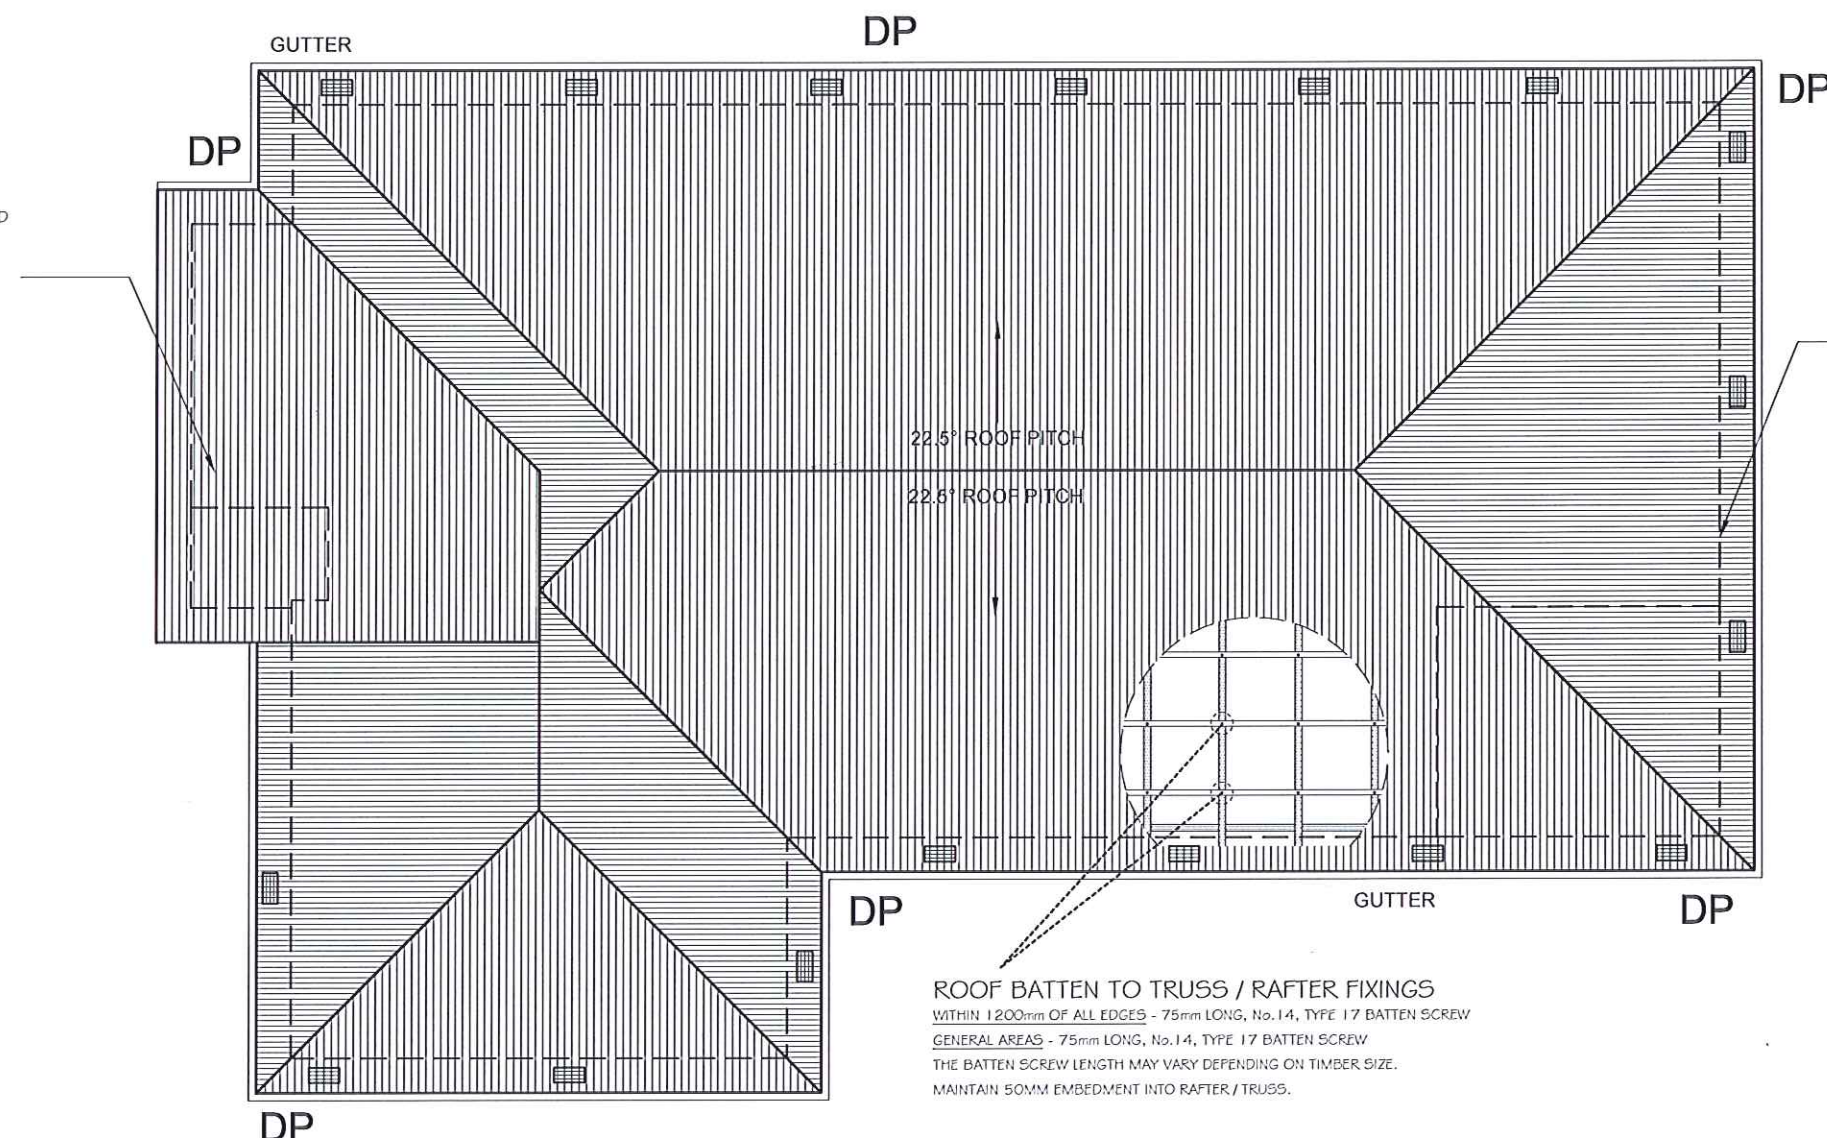 DP
GUTTER
DP
DP
22.5° ROOF PITCH
22.5° ROOF PITCH
GUTTER
DP
DP
ROOF BATTEN TO TRUSS / RAFTER FIXINGS
WITHIN 1200mm OF ALL EDGES - 75mm LONG, No.14, TYPE 17 BATTEN SCREW
GENERAL AREAS - 75mm LONG, No.14, TYPE 17 BATTEN SCREW
THE BATTEN SCREW LENGTH MAY VARY DEPENDING ON TIMBER SIZE.
MAINTAIN 50MM EMBEDMENT INTO RAFTER / TRUSS.
DP